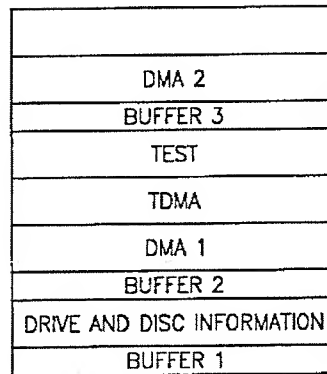 DMA 2
BUFFER 3
TEST
TDMA
DMA 1
BUFFER 2
DRIVE AND DISC INFORMATION
BUFFER 1